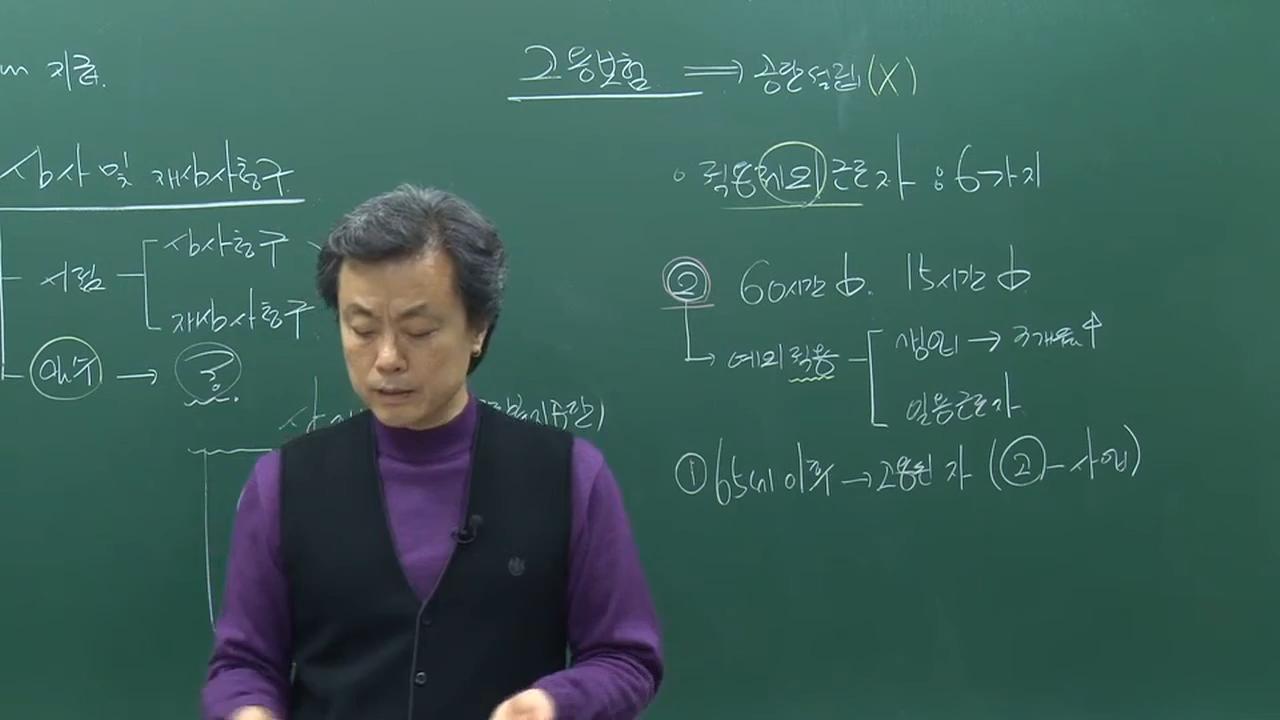 지급.
심사 및 재심사청구
서림
심사청구
재심사청구
?
고용보험 ⟹ 공단설립(X)
○ 적용제외 근로자 : 6가지
② 60시간↓. 15시간↓
예외적용
생업 → 3개월↑
일용근로자
① 65세이후 → 고용된 자 (②-사업)